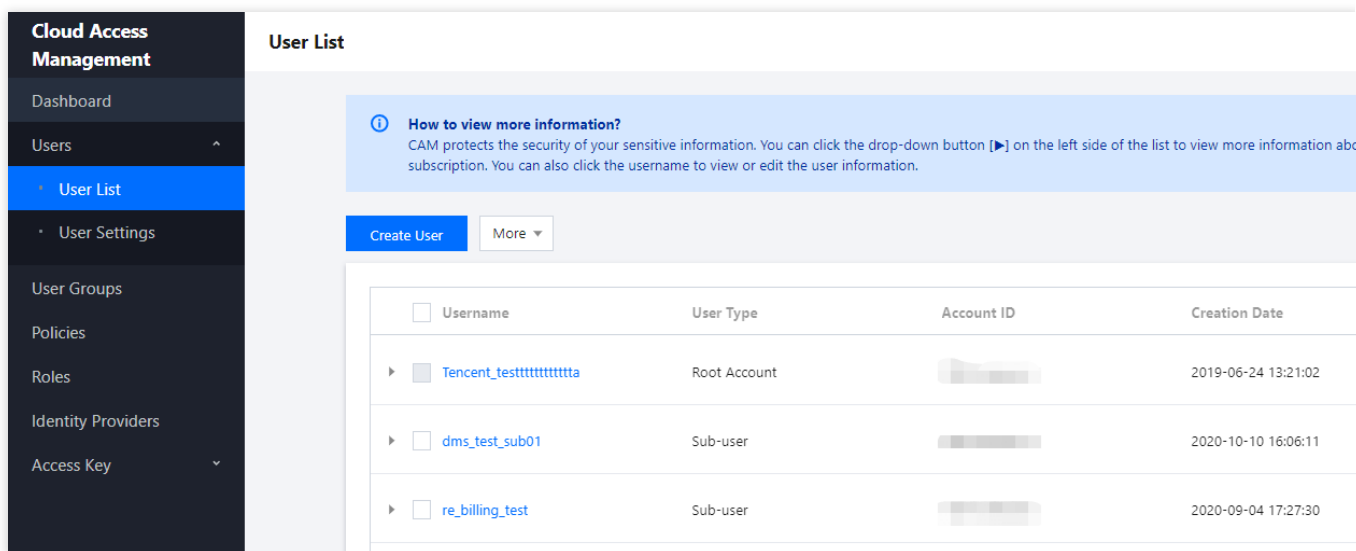 Cloud Access
Management
Dashboard
Users
User List
User Settings
User Groups
Policies
Roles
Identity Providers
Access Key
User List
How to view more information?
CAM protects the security of your sensitive information. You can click the drop-down button [▶] on the left side of the list to view more information
subscription. You can also click the username to view or edit the user information.
Create User More
Username User Type Account ID Creation Date
Tencent_testttttttttttta Root Account 2019-06-24 13:21:02
dms_test_sub01 Sub-user 2020-10-10 16:06:11
re_billing_test Sub-user 2020-09-04 17:27:30